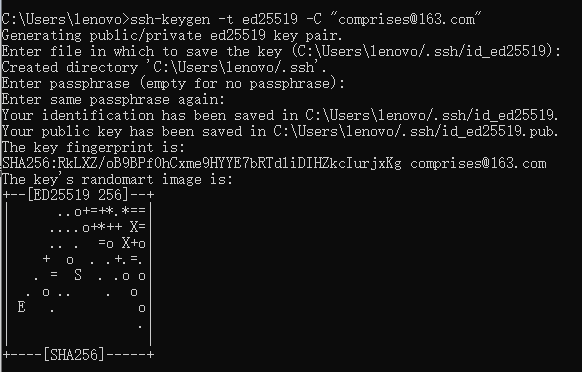 C:\Users\lenovo>ssh-keygen -t ed25519 -C "comprises@163.com"
Generating public/private ed25519 key pair.
Enter file in which to save the key (C:\Users\lenovo/.ssh/id_ed25519):
Created directory 'C:\Users\lenovo/.ssh'.
Enter passphrase (empty for no passphrase):
Enter same passphrase again:
Your identification has been saved in C:\Users\lenovo/.ssh/id_ed25519.
Your public key has been saved in C:\Users\lenovo/.ssh/id_ed25519.pub.
The key fingerprint is:
SHA256:RkLXZ/oB9BPf0hCxme9HYYE7bRTd1iDIHZkcIurjxKg comprises@163.com
The key's randomart image is:
+--[ED25519 256]--+
|      ..o+=+*.*==|
|     ....o+*++ X=|
|     .. .  =o X+o|
|    +  o  . .+.=.|
|   . =  S  . .o o|
|  . o ..    .  o |
| E   .         o|
|               .|
|                 |
+----[SHA256]-----+